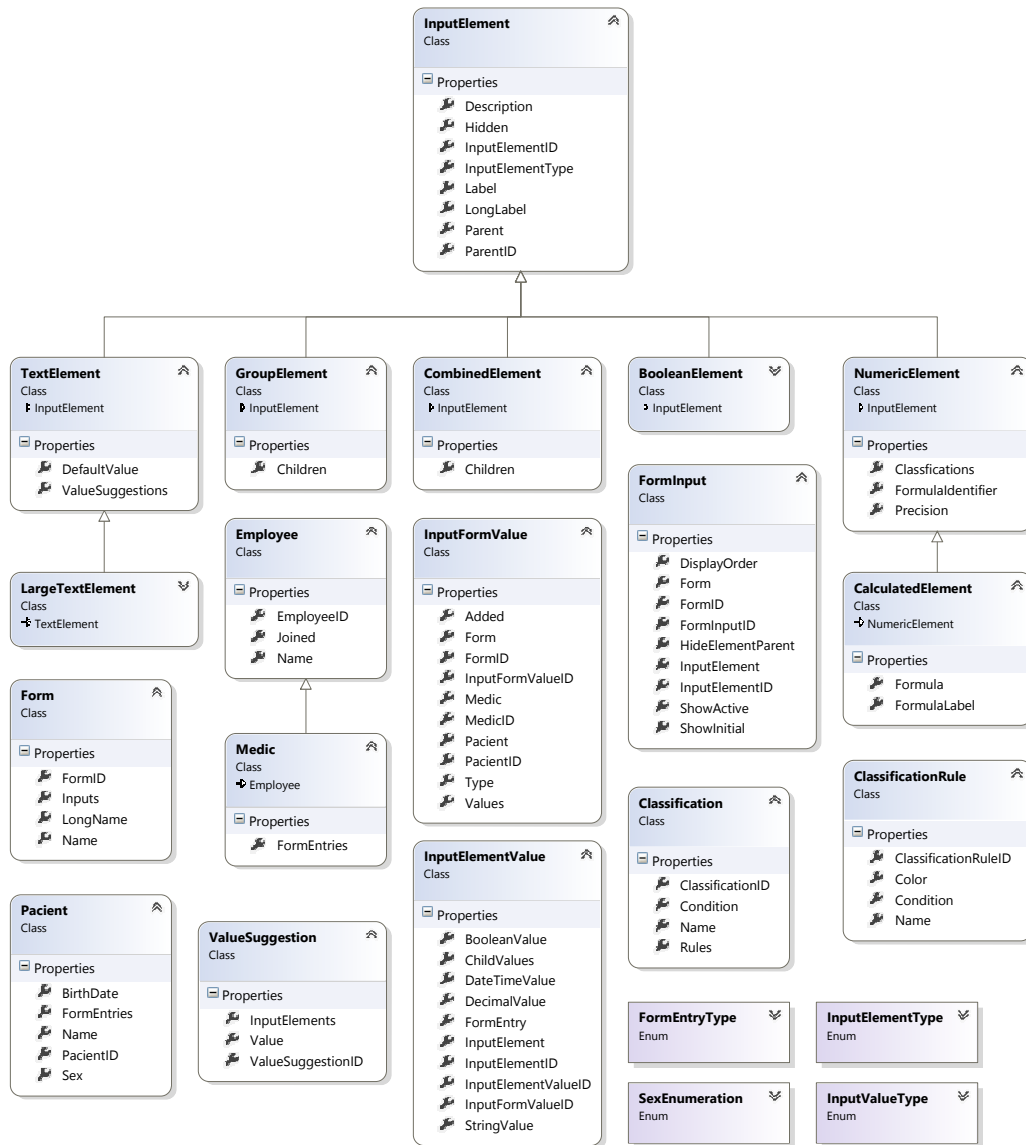 InputElement
Class
Properties
Description
Hidden
InputElementID
InputElementType
Label
LongLabel
Parent
ParentID
TextElement
Class
InputElement
Properties
DefaultValue
ValueSuggestions
GroupElement
Class
InputElement
Properties
Children
CombinedElement
Class
InputElement
Properties
Children
BooleanElement
Class
InputElement
NumericElement
Class
InputElement
Properties
Classfications
FormulaIdentifier
Precision
LargeTextElement
Class
TextElement
Employee
Class
Properties
EmployeeID
Joined
Name
InputFormValue
Class
Properties
Added
Form
FormID
InputFormValueID
Medic
MedicID
Pacient
PacientID
Type
Values
FormInput
Class
Properties
DisplayOrder
Form
FormID
FormInputID
HideElementParent
InputElement
InputElementID
ShowActive
ShowInitial
CalculatedElement
Class
NumericElement
Properties
Formula
FormulaLabel
Form
Class
Properties
FormID
Inputs
LongName
Name
Medic
Class
Employee
Properties
FormEntries
Classification
Class
Properties
ClassificationID
Condition
Name
Rules
ClassificationRule
Class
Properties
ClassificationRuleID
Color
Condition
Name
Pacient
Class
Properties
BirthDate
FormEntries
Name
PacientID
Sex
ValueSuggestion
Class
Properties
InputElements
Value
ValueSuggestionID
InputElementValue
Class
Properties
BooleanValue
ChildValues
DateTimeValue
DecimalValue
FormEntry
InputElement
InputElementID
InputElementValueID
InputFormValueID
StringValue
FormEntryType
Enum
InputElementType
Enum
SexEnumeration
Enum
InputValueType
Enum